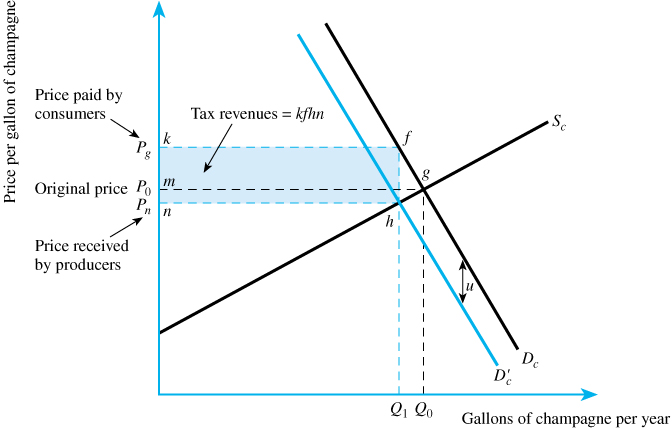 Price per gallon of champagne
Price paid by
consumers
Tax revenues = kfhn
S_c
P_g
k
f
Original price
P_0
m
g
P_n
n
h
Price received
by producers
u
D_c
D'_c
Q_1
Q_0
Gallons of champagne per year